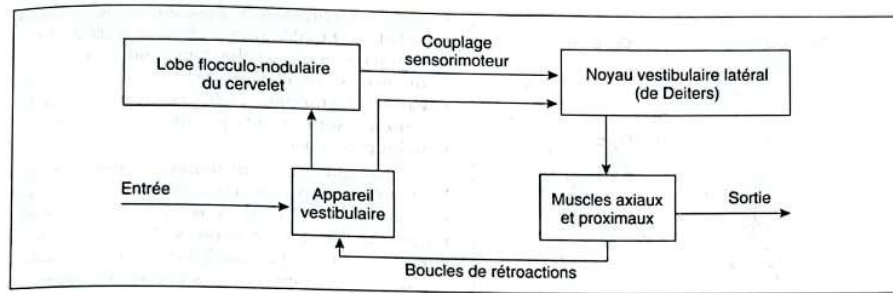 Couplage
sensorimoteur
Lobe flocculo-nodulaire
du cervelet
Noyau vestibulaire latéral
(de Deiters)
Entrée
Appareil
vestibulaire
Muscles axiaux
et proximaux
Sortie
Boucles de rétroactions